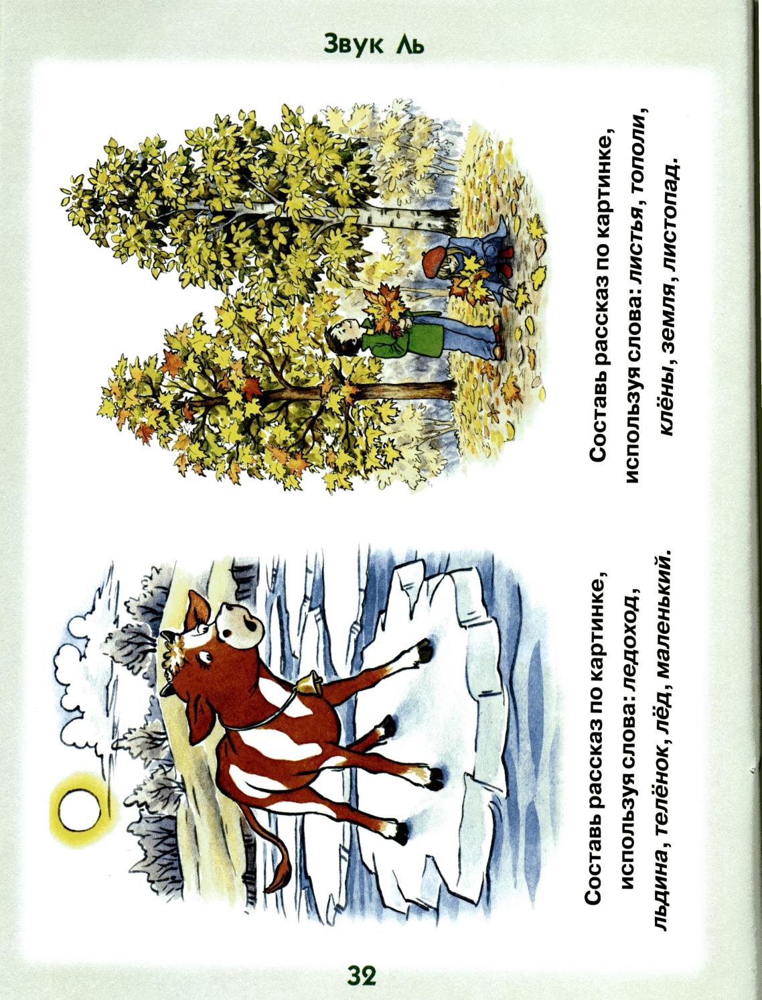 Звук Ль
Составь рассказ по картинке,
используя слова: ледоход,
льдина, телёнок, лёд, маленький.
Составь рассказ по картинке,
используя слова: листья, тополи,
клёны, земля, листопад.
32